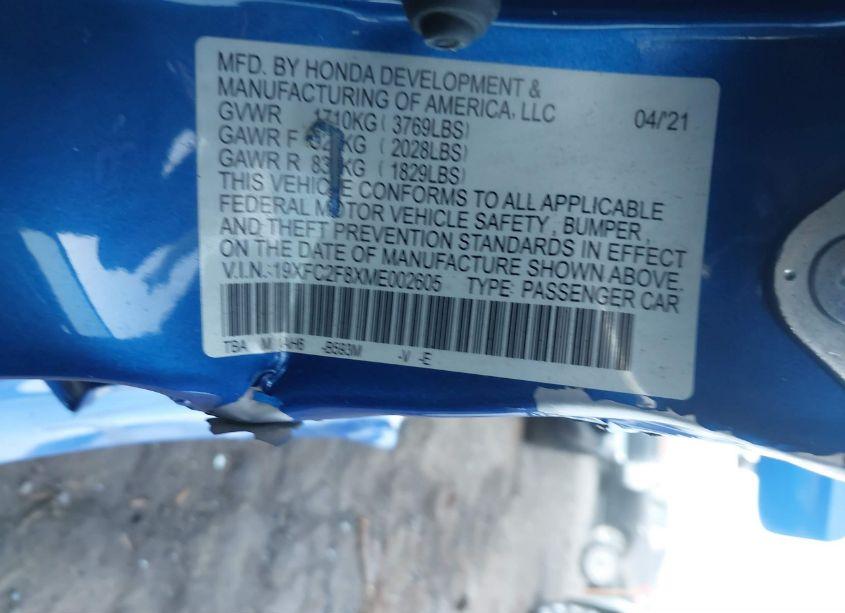 MFD. BY HONDA DEVELOPMENT &
MANUFACTURING OF AMERICA, LLC 04/'21
GVWR 1710KG ( 3769LBS)
GAWR F KG ( 2028LBS)
GAWR R KG ( 1829LBS)
THIS VEHICLE CONFORMS TO ALL APPLICABLE
FEDERAL MOTOR VEHICLE SAFETY, BUMPER,
AND THEFT PREVENTION STANDARDS IN EFFECT
ON THE DATE OF MANUFACTURE SHOWN ABOVE.
V.I.N.:19XFC2F8XME002605 TYPE: PASSENGER CAR
TBA -B593M -V -E